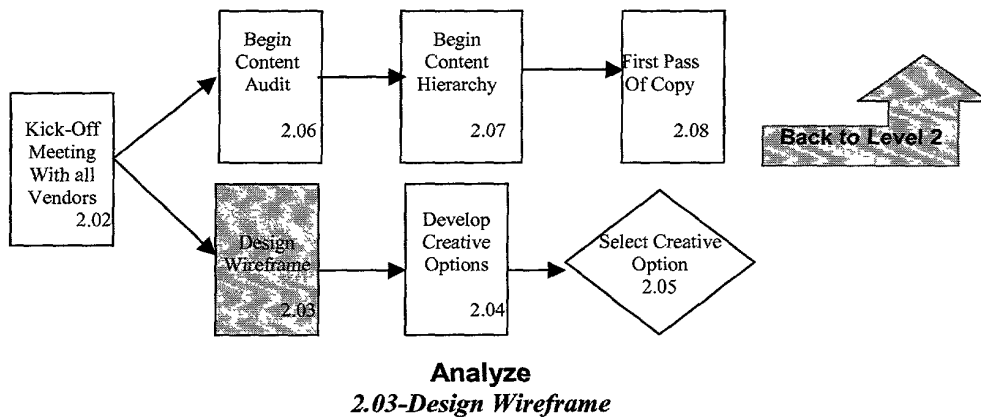 Kick-Off
Meeting
With all
Vendors
2.02
Begin
Content
Audit
2.06
Begin
Content
Hierarchy
2.07
First Pass
Of Copy
2.08
Back to Level 2
Design
Wireframe
2.03
Develop
Creative
Options
2.04
Select Creative
Option
2.05
Analyze
2.03-Design Wireframe